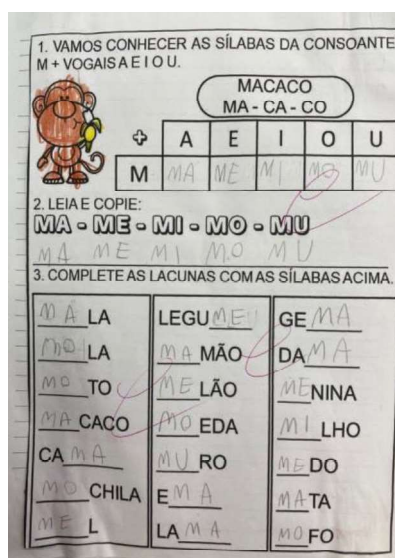 1. VAMOS CONHECER AS SÍLABAS DA CONSOANTE
M + VOGAIS A E I O U.
MACACO
MA - CA - CO
+ A E I O U
M MA ME MI MO MU
2. LEIA E COPIE:
MA - ME - MI - MO - MU
MA ME MI MO MU
3. COMPLETE AS LACUNAS COM AS SÍLABAS ACIMA.
MALA LEGUME GEMA
MOLA MAMÃO DAMA
MOTO MELÃO MENINA
MACACO MOEDA MILHO
CAMA MURO MEDO
MOCHILA EMA MATA
MEL LAMA MOFO